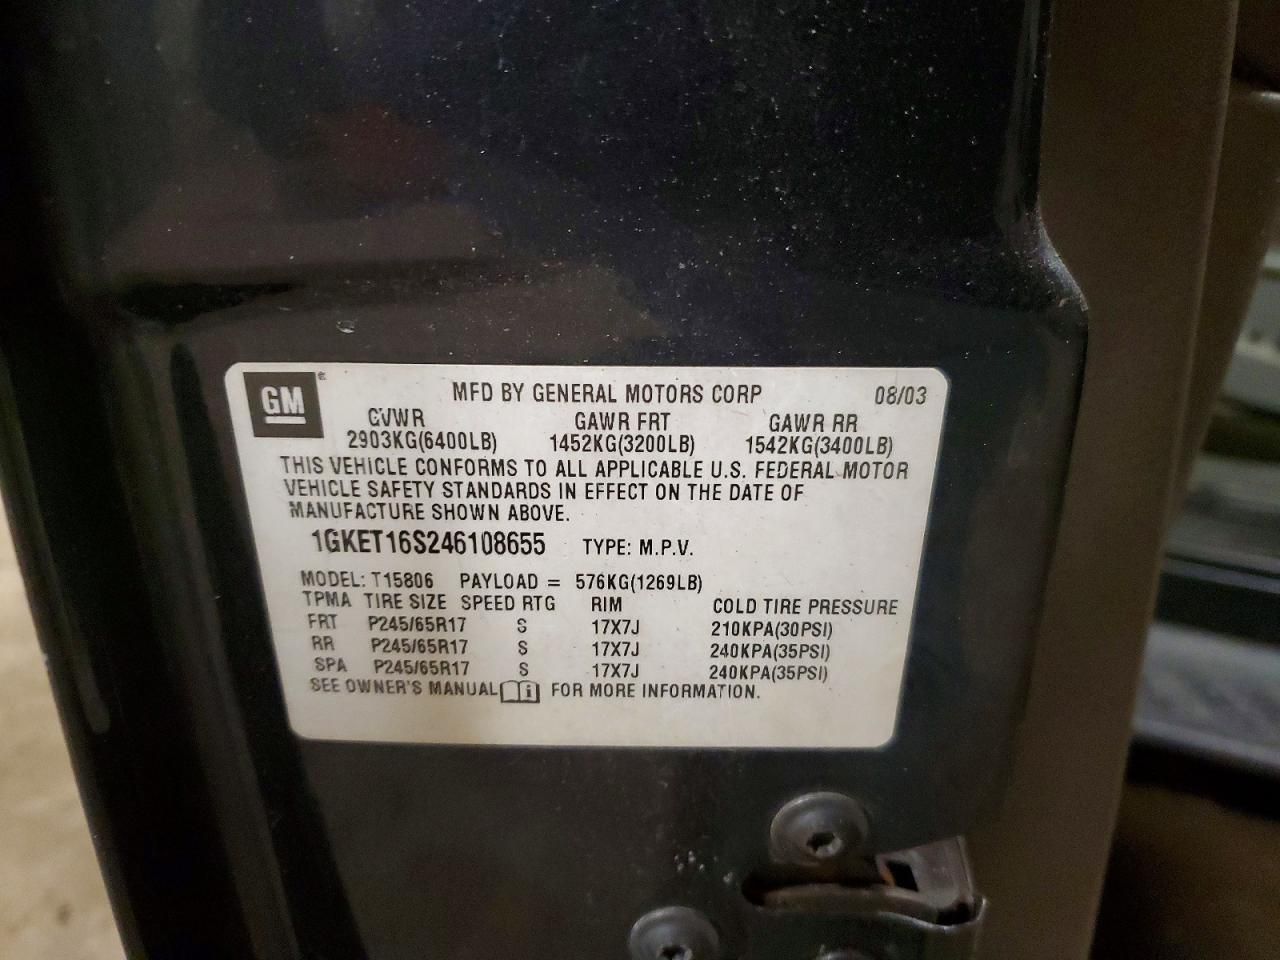 GM
MFD BY GENERAL MOTORS CORP 08/03
GVWR GAWR FRT GAWR RR
2903KG(6400LB) 1452KG(3200LB) 1542KG(3400LB)
THIS VEHICLE CONFORMS TO ALL APPLICABLE U.S. FEDERAL MOTOR
VEHICLE SAFETY STANDARDS IN EFFECT ON THE DATE OF
MANUFACTURE SHOWN ABOVE.
1GKET16S246108655 TYPE: M.P.V.
MODEL: T15806 PAYLOAD = 576KG(1269LB)
TPMA TIRE SIZE SPEED RTG RIM COLD TIRE PRESSURE
FRT P245/65R17 S 17X7J 210KPA(30PSI)
RR P245/65R17 S 17X7J 240KPA(35PSI)
SPA P245/65R17 S 17X7J 240KPA(35PSI)
SEE OWNER'S MANUAL i FOR MORE INFORMATION.